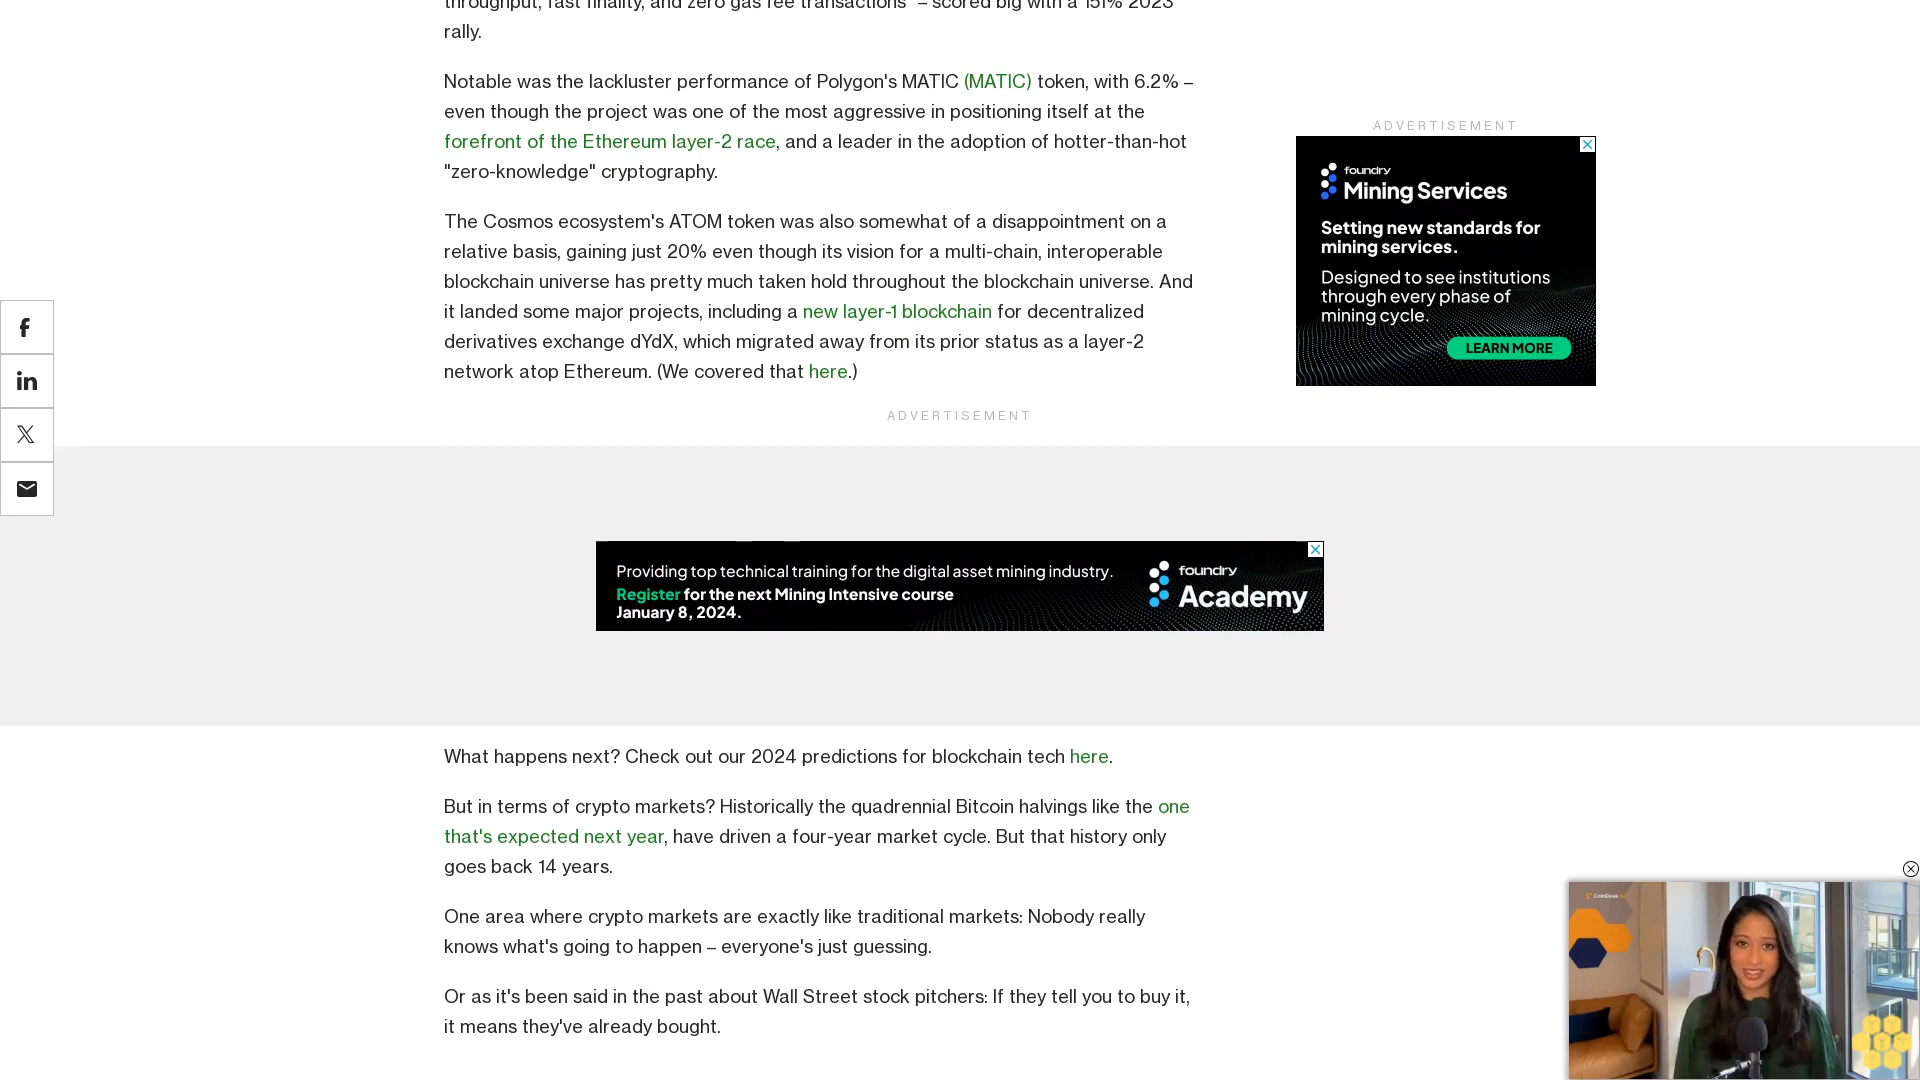 throughput, fast finality, and zero gas fee transactions" – scored big with a 151% 2023
rally.
Notable was the lackluster performance of Polygon's MATIC (MATIC) token, with 6.2% –
even though the project was one of the most aggressive in positioning itself at the
forefront of the Ethereum layer-2 race, and a leader in the adoption of hotter-than-hot
"zero-knowledge" cryptography.
The Cosmos ecosystem's ATOM token was also somewhat of a disappointment on a
relative basis, gaining just 20% even though its vision for a multi-chain, interoperable
blockchain universe has pretty much taken hold throughout the blockchain universe. And
it landed some major projects, including a new layer-1 blockchain for decentralized
derivatives exchange dYdX, which migrated away from its prior status as a layer-2
network atop Ethereum. (We covered that here.)
ADVERTISEMENT
foundry
Mining Services
Setting new standards for
mining services.
Designed to see institutions
through every phase of
mining cycle.
LEARN MORE
ADVERTISEMENT
Providing top technical training for the digital asset mining industry.
Register for the next Mining Intensive course
January 8, 2024.
foundry
Academy
What happens next? Check out our 2024 predictions for blockchain tech here.
But in terms of crypto markets? Historically the quadrennial Bitcoin halvings like the one
that's expected next year, have driven a four-year market cycle. But that history only
goes back 14 years.
One area where crypto markets are exactly like traditional markets: Nobody really
knows what's going to happen – everyone's just guessing.
Or as it's been said in the past about Wall Street stock pitchers: If they tell you to buy it,
it means they've already bought.
CoinDesk